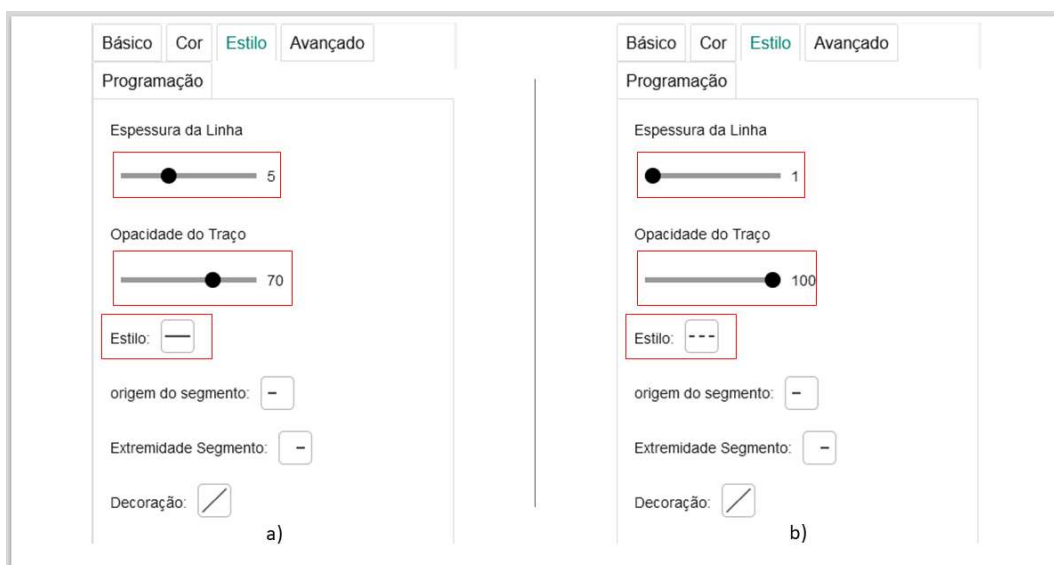 Básico Cor Estilo Avançado
Programação
Espessura da Linha
5
Opacidade do Traço
70
Estilo:
origem do segmento:
Extremidade Segmento:
Decoração:
a)
Básico Cor Estilo Avançado
Programação
Espessura da Linha
1
Opacidade do Traço
100
Estilo:
origem do segmento:
Extremidade Segmento:
Decoração:
b)